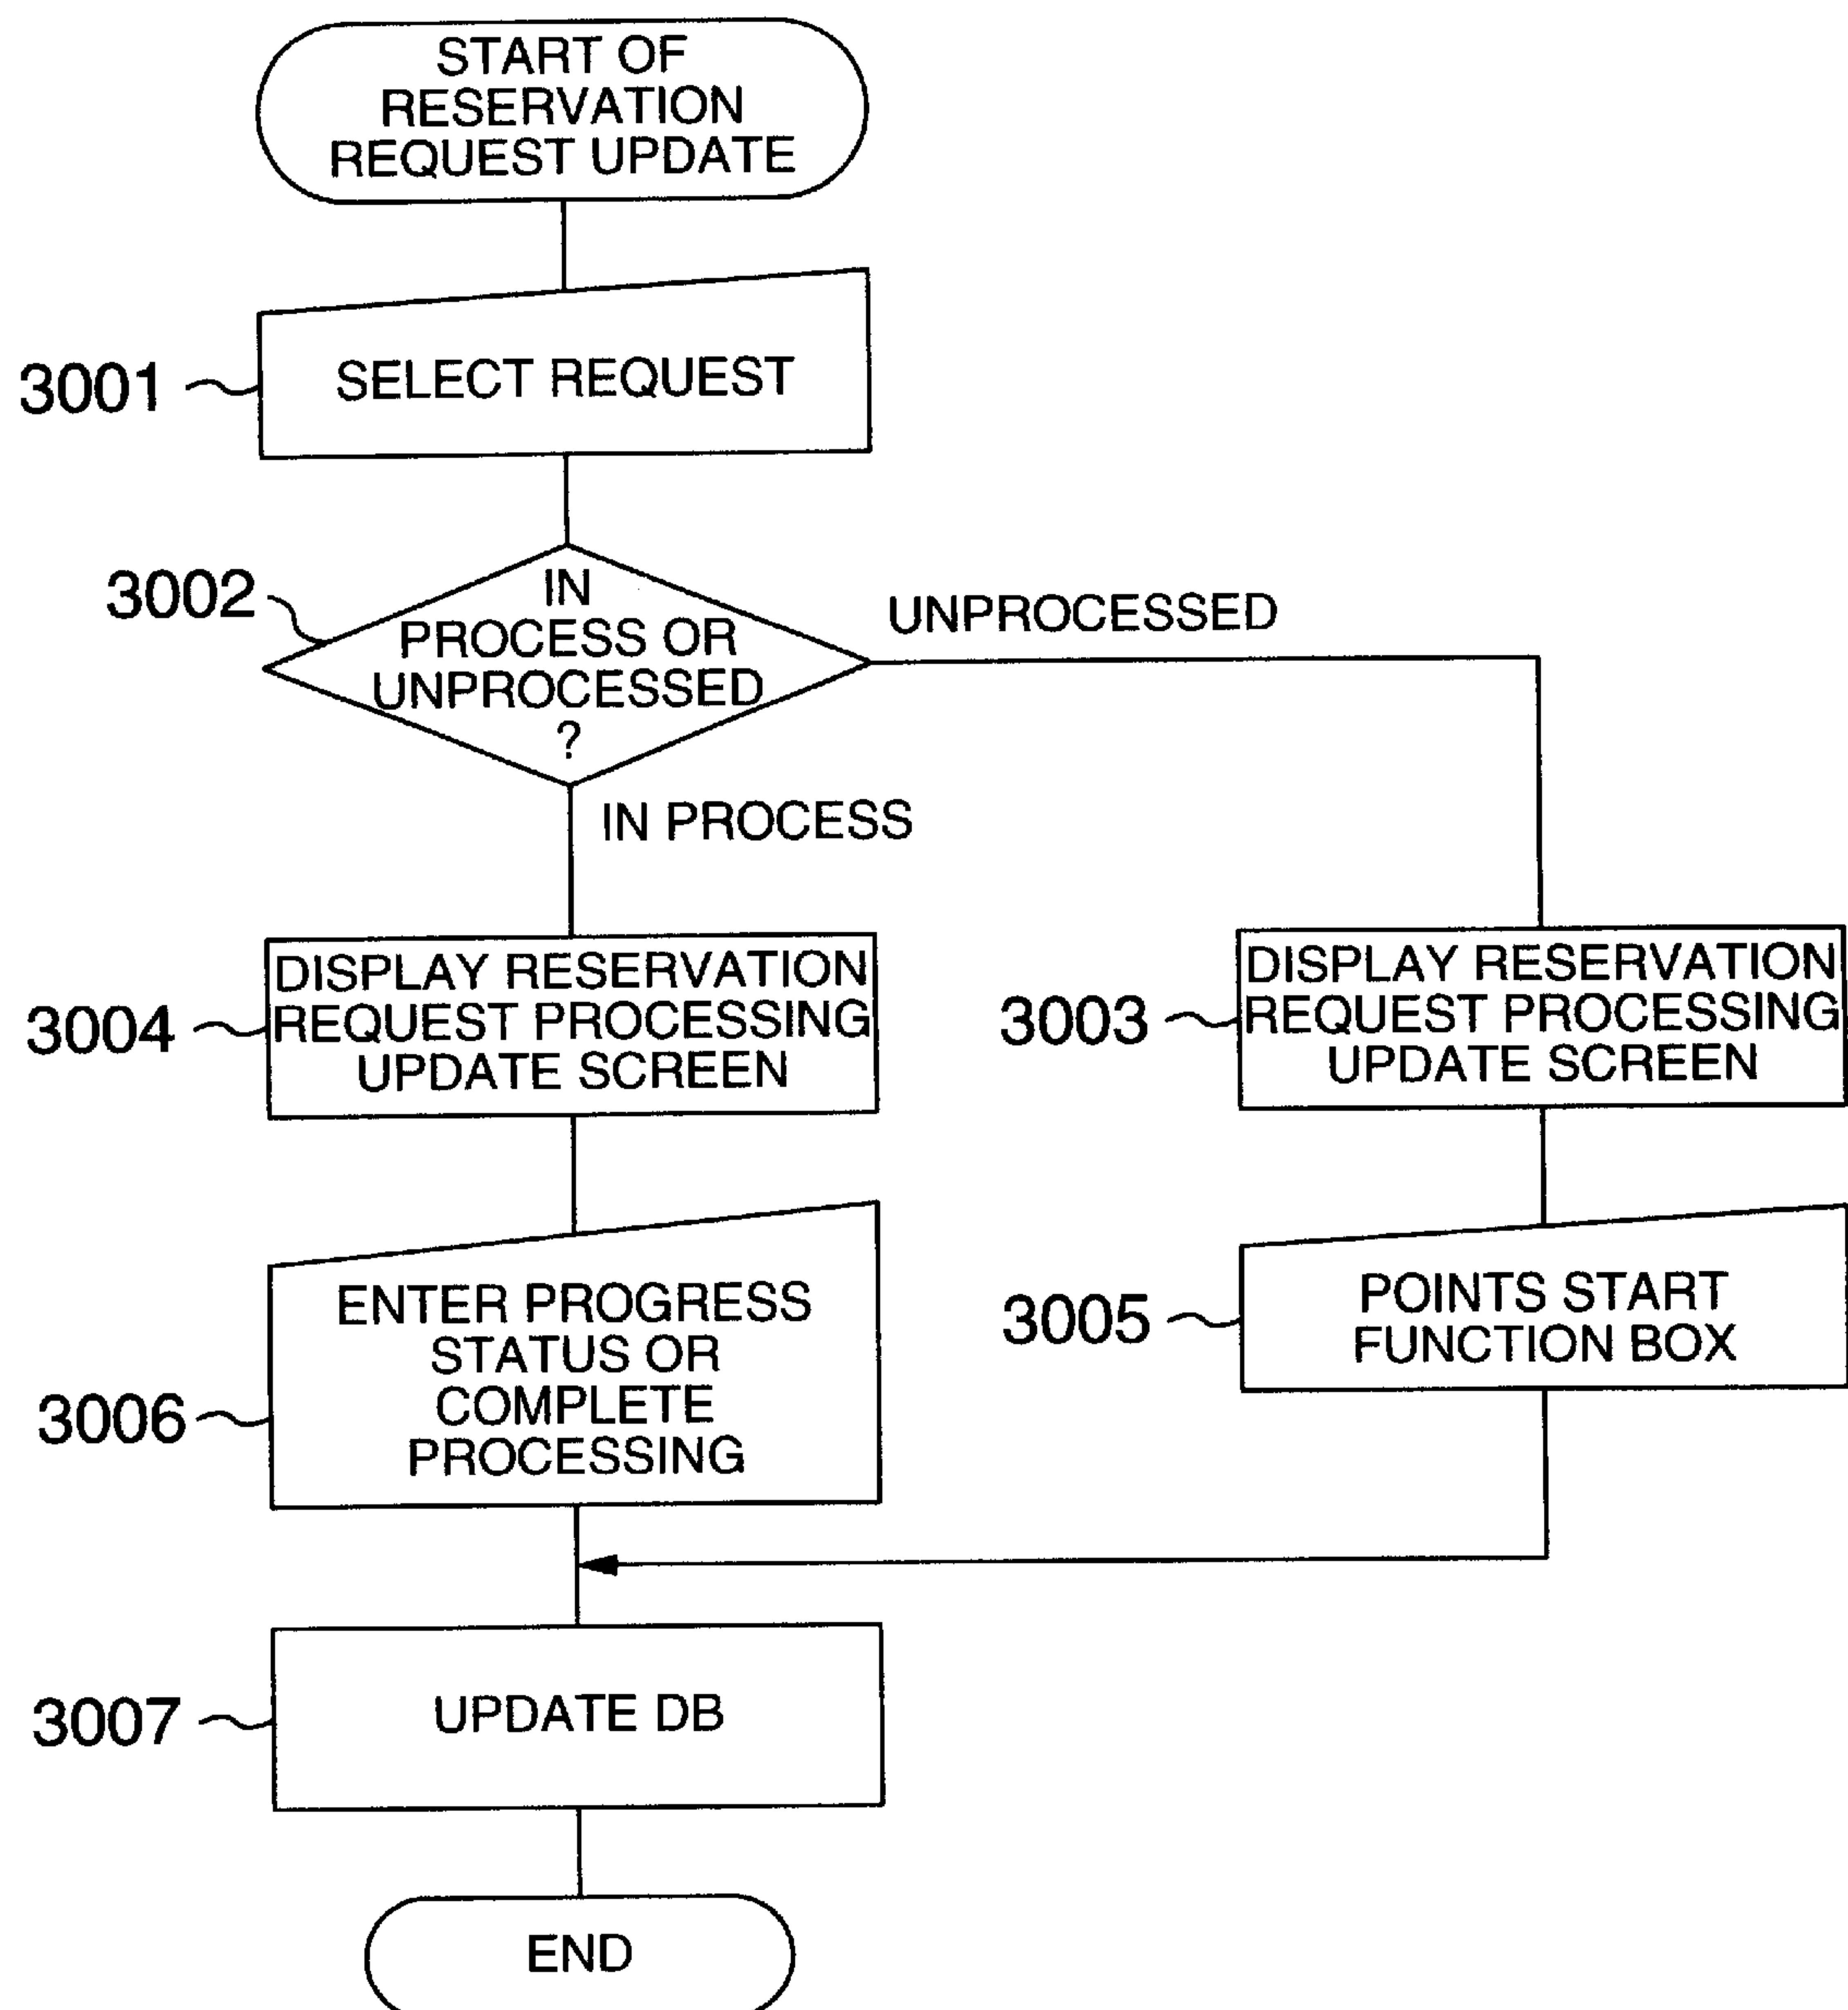 START OF
RESERVATION
REQUEST UPDATE
3001
SELECT REQUEST
3002
IN
PROCESS OR
UNPROCESSED
?
UNPROCESSED
IN PROCESS
3004
DISPLAY RESERVATION
REQUEST PROCESSING
UPDATE SCREEN
3003
DISPLAY RESERVATION
REQUEST PROCESSING
UPDATE SCREEN
3006
ENTER PROGRESS
STATUS OR
COMPLETE
PROCESSING
3005
POINTS START
FUNCTION BOX
3007
UPDATE DB
END